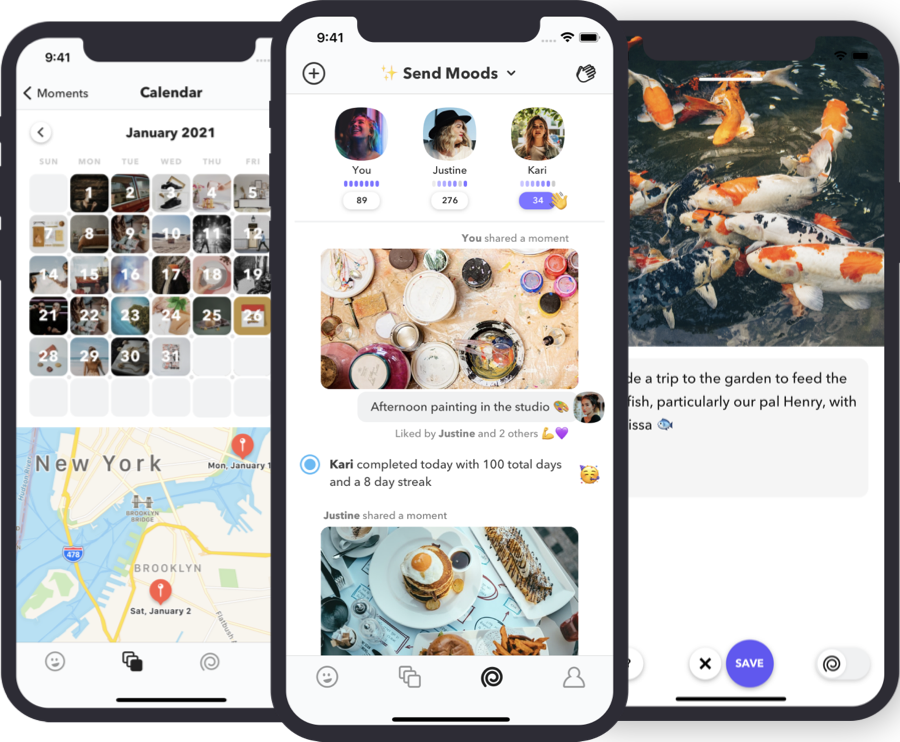 9:41
Moments
Calendar
January 2021
SUN MON TUE WED THU FRI
1 2 3 4 5
7 8 9 10 11 12
14 15 16 17 18 19
21 22 23 24 25 26
28 29 30 31
New York
Mon, January 1
BROOKLYN
BRIDGE
478
BROOKLYN
Sat, January 2
Flatbush
9:41
✨ Send Moods
You Justine Kari
89 276 34
You shared a moment
Afternoon painting in the studio 🎨
Liked by Justine and 2 others 💪💜
Kari completed today with 100 total days
and a 8 day streak
Justine shared a moment
de a trip to the garden to feed the
fish, particularly our pal Henry, with
issa 🐟
SAVE